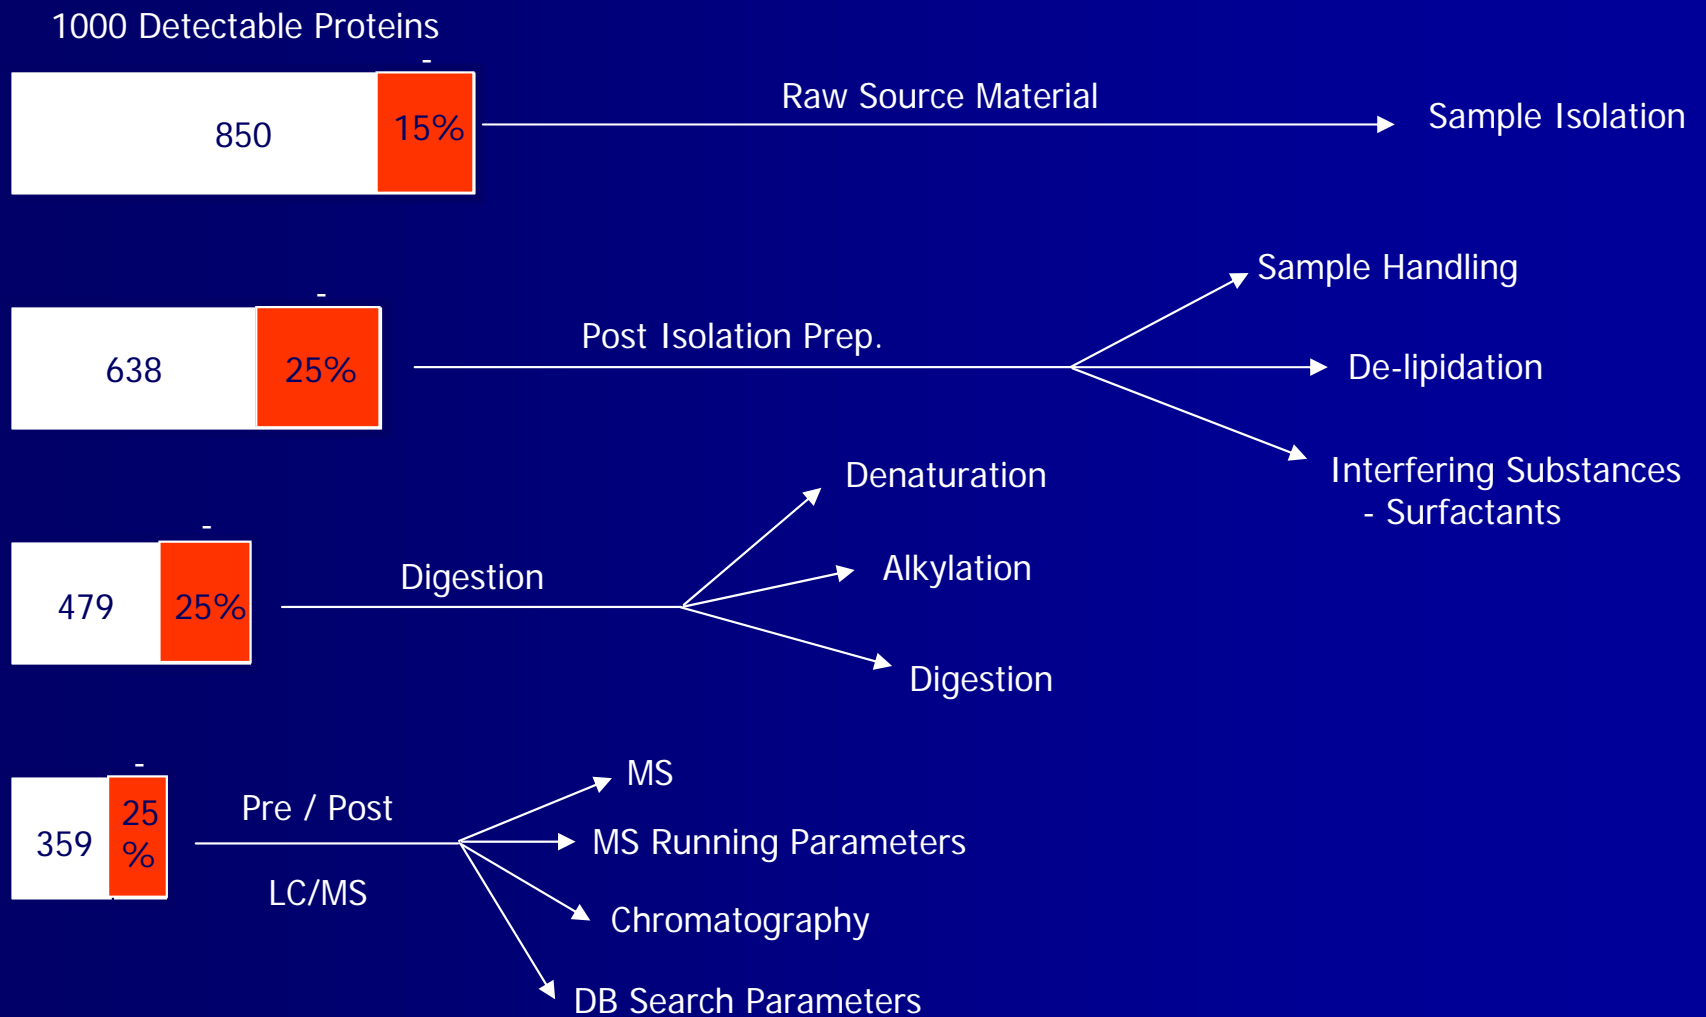 1000 Detectable Proteins
-
850
15%
Raw Source Material
Sample Isolation
-
638
25%
Post Isolation Prep.
Sample Handling
De-lipidation
Interfering Substances
- Surfactants
-
479
25%
Digestion
Denaturation
Alkylation
Digestion
-
359
25
%
Pre / Post
LC/MS
MS
MS Running Parameters
Chromatography
DB Search Parameters